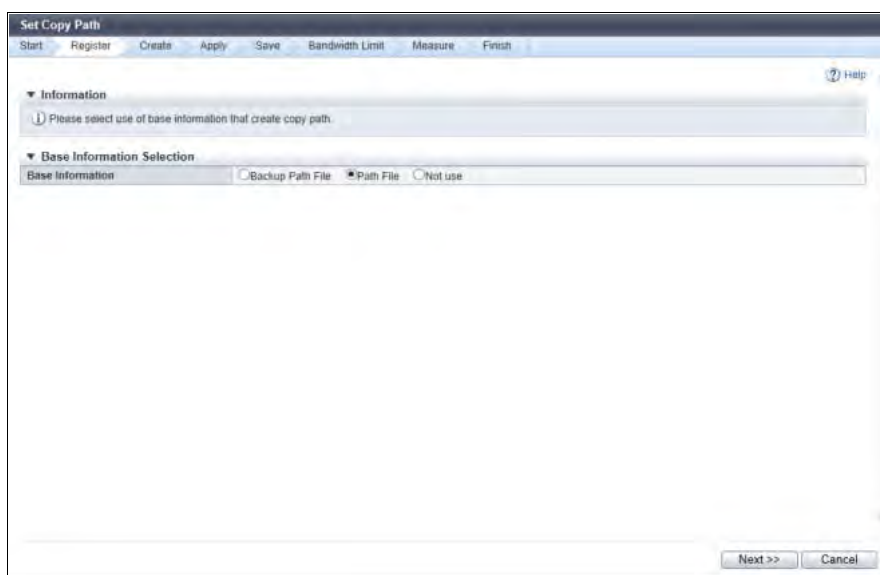 Set Copy Path
Start Register Create Apply Save Bandwidth Limit Measure Finish
Help
Information
Please select use of base information that create copy path.
Base Information Selection
Base Information Backup Path File Path File Not use
Next >> Cancel